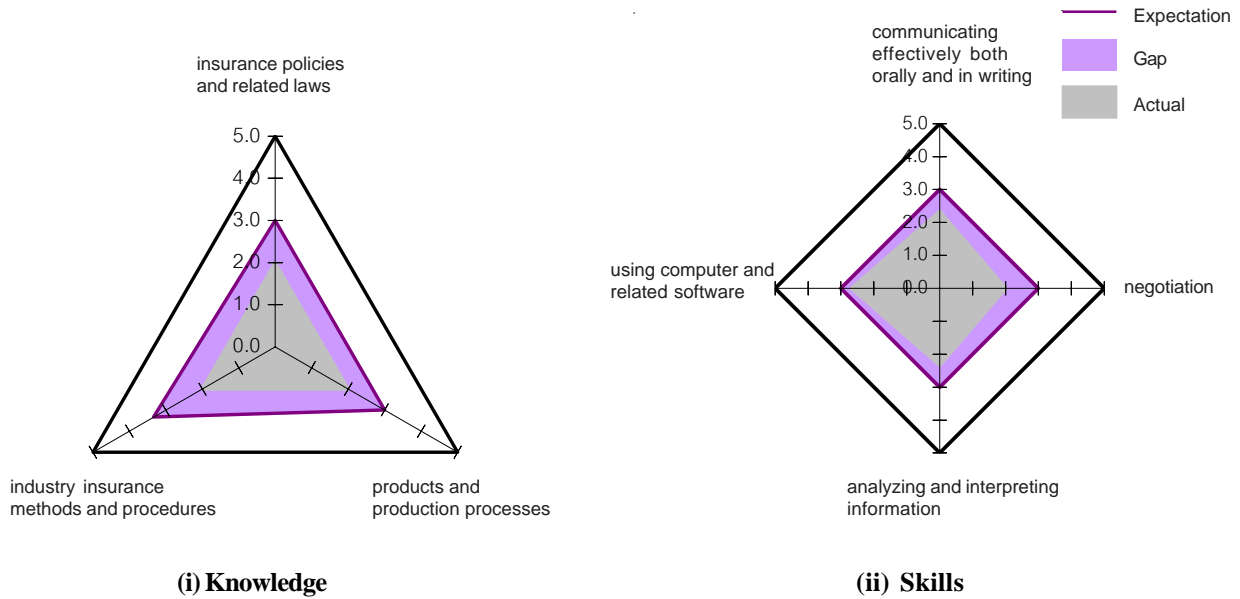 insurance policies
and related laws
5.0
4.0
3.0
2.0
1.0
0.0
industry insurance
methods and procedures
products and
production processes
(i) Knowledge
communicating
effectively both
orally and in writing
5.0
4.0
3.0
2.0
1.0
0.0
using computer and
related software
negotiation
analyzing and interpreting
information
(ii) Skills
Expectation
Gap
Actual